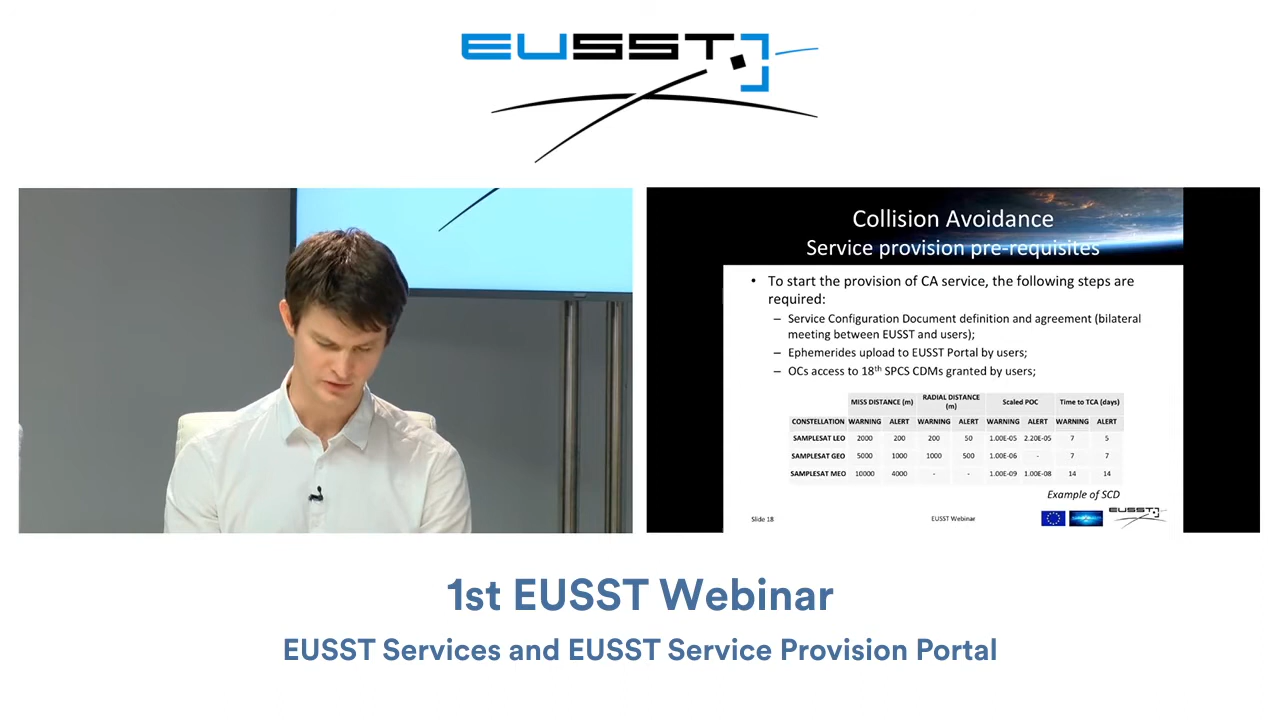 EUSST
Collision Avoidance
Service provision pre-requisites
• To start the provision of CA service, the following steps are
required:
– Service Configuration Document definition and agreement (bilateral
meeting between EUSST and users);
– Ephemerides upload to EUSST Portal by users;
– OCs access to 18th SPCS CDMs granted by users;
MISS DISTANCE (m) RADIAL DISTANCE (m) Scaled POC Time to TCA (days)
CONSTELLATION WARNING ALERT WARNING ALERT WARNING ALERT WARNING ALERT
SAMPLESAT LEO 2000 200 200 50 1.00E-05 2.20E-05 7 5
SAMPLESAT GEO 5000 1000 1000 500 1.00E-06 - 7 7
SAMPLESAT MEO 10000 4000 - - 1.00E-09 1.00E-08 14 14
Example of SCD
Slide 18 EUSST Webinar EUSST
1st EUSST Webinar
EUSST Services and EUSST Service Provision Portal